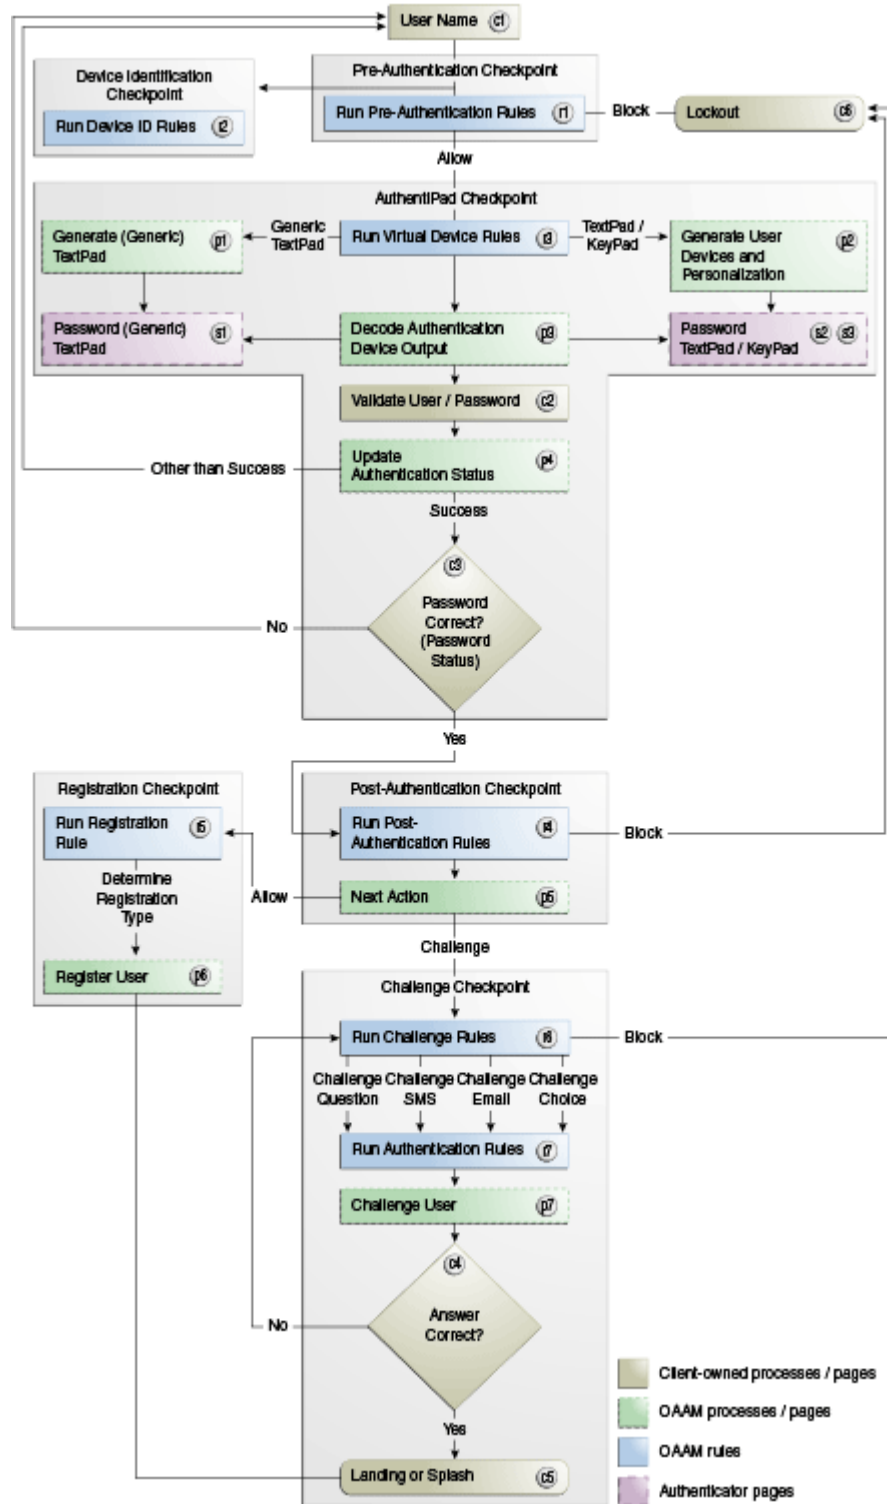 User Name c1
Device Identification
Checkpoint
Run Device ID Rules r2
Pre-Authentication Checkpoint
Run Pre-Authentication Rules r1
Block
Lockout c6
Allow
AuthentiPad Checkpoint
Generate (Generic)
TextPad p1
Generic
TextPad
Run Virtual Device Rules r3
TextPad /
KeyPad
Generate User
Devices and
Personalization p2
Password (Generic)
TextPad s1
Decode Authentication
Device Output p3
Password
TextPad / KeyPad s2 s3
Validate User / Password c2
Other than Success
Update
Authentication Status p4
Success
c3
Password
Correct?
(Password
Status)
No
Yes
Registration Checkpoint
Run Registration
Rule r5
Determine
Registration
Type
Register User p6
Post-Authentication Checkpoint
Run Post-
Authentication Rules r4
Block
Allow
Next Action p5
Challenge
Challenge Checkpoint
Run Challenge Rules r6
Block
Challenge
Question
Challenge
SMS
Challenge
Email
Challenge
Choice
Run Authentication Rules r7
Challenge User p7
c4
Answer
Correct?
No
Yes
Landing or Splash c5
Client-owned processes / pages
OAAM processes / pages
OAAM rules
Authenticator pages